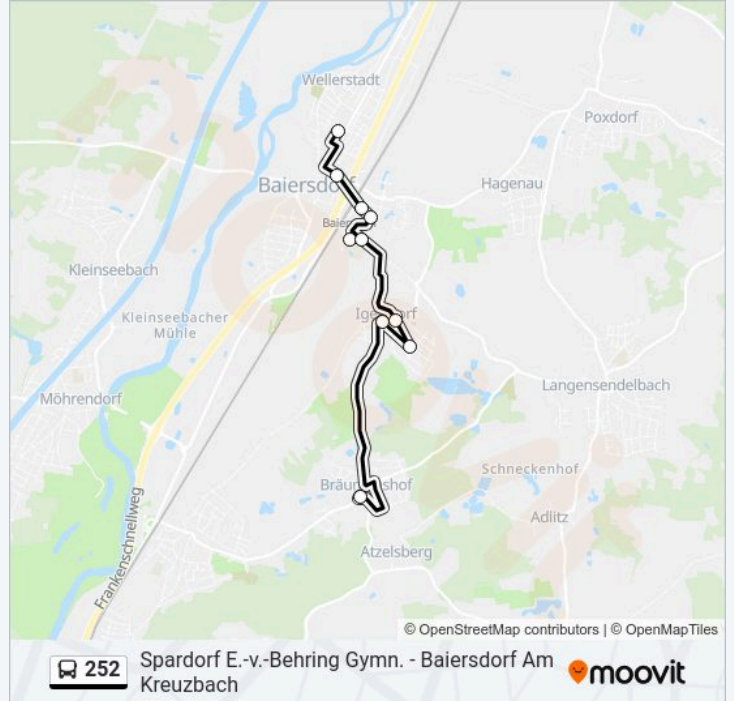 Wellerstadt
Poxdorf
Baiersdorf
Hagenau
Kleinseebach
Kleinseebacher
Mühle
Langensendelbach
Möhrendorf
Schneckenhof
Adlitz
Atzelsberg
Frankenschnellweg
© OpenStreetMap contributors | © OpenMapTiles
252
Spardorf E.-v.-Behring Gymn. - Baiersdorf Am
Kreuzbach
moovit